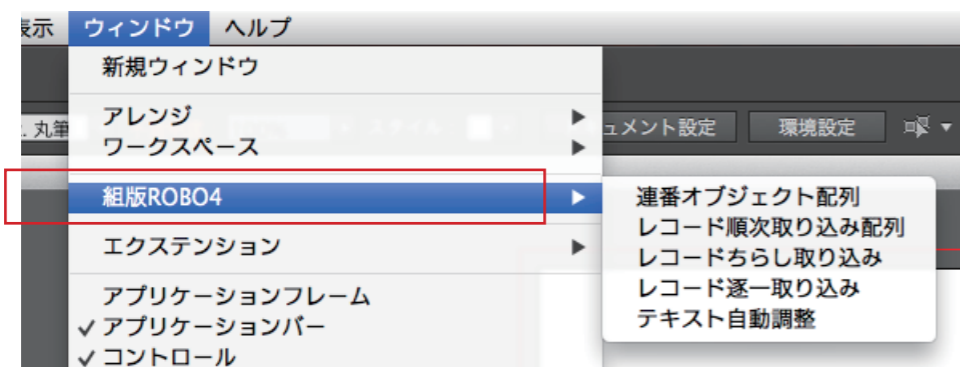 表示 ウィンドウ ヘルプ
新規ウィンドウ
アレンジ
. 丸筆 ュメント設定 環境設定
ワークスペース
組版ROBO4
連番オブジェクト配列
レコード順次取り込み配列
レコードちらし取り込み
レコード逐一取り込み
テキスト自動調整
エクステンション
アプリケーションフレーム
✓ アプリケーションバー
✓ コントロール